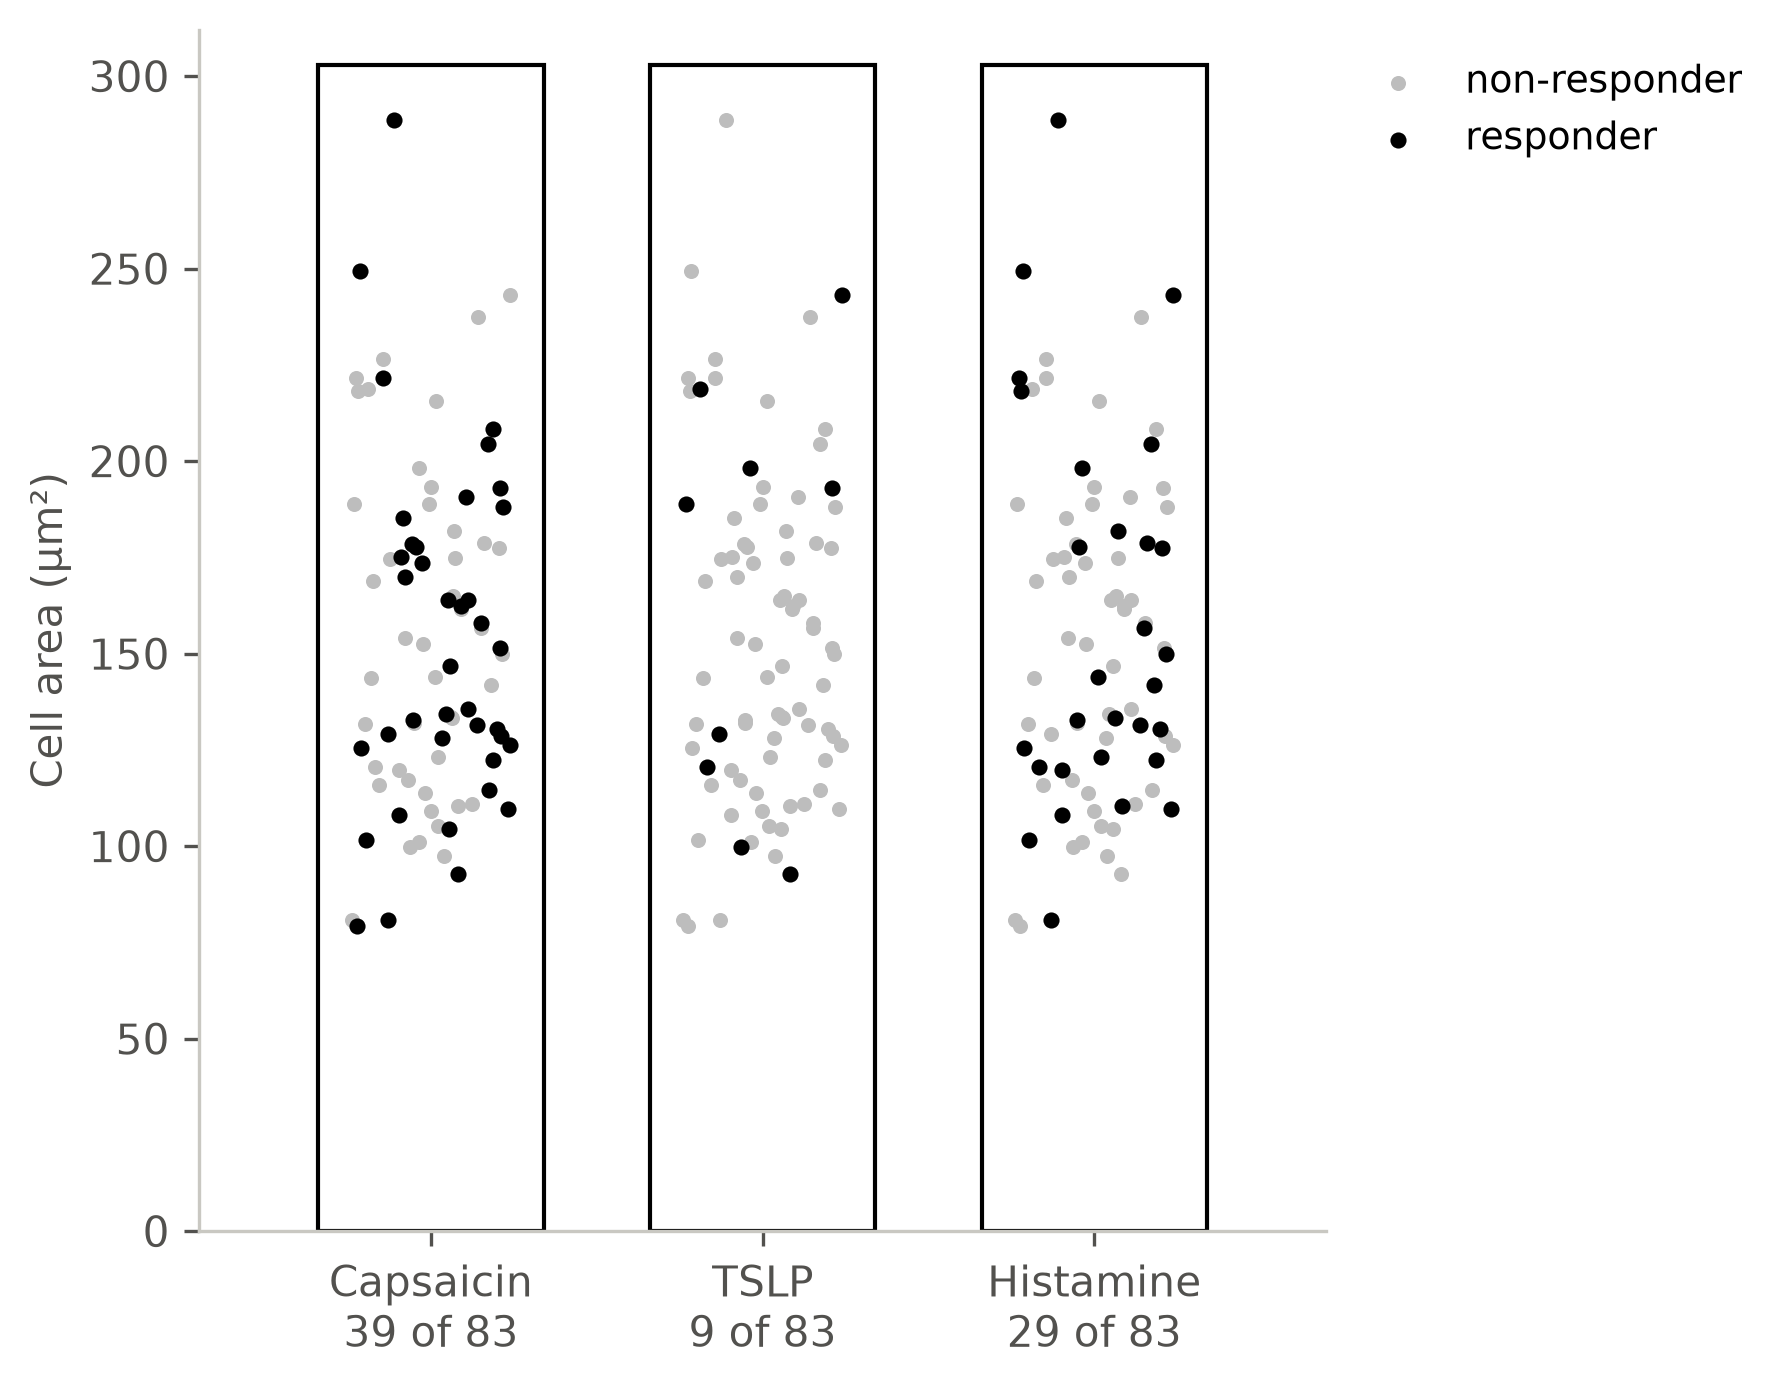 Cell area (µm²)
300
250
200
150
100
50
0
Capsaicin
39 of 83
TSLP
9 of 83
Histamine
29 of 83
non-responder
responder